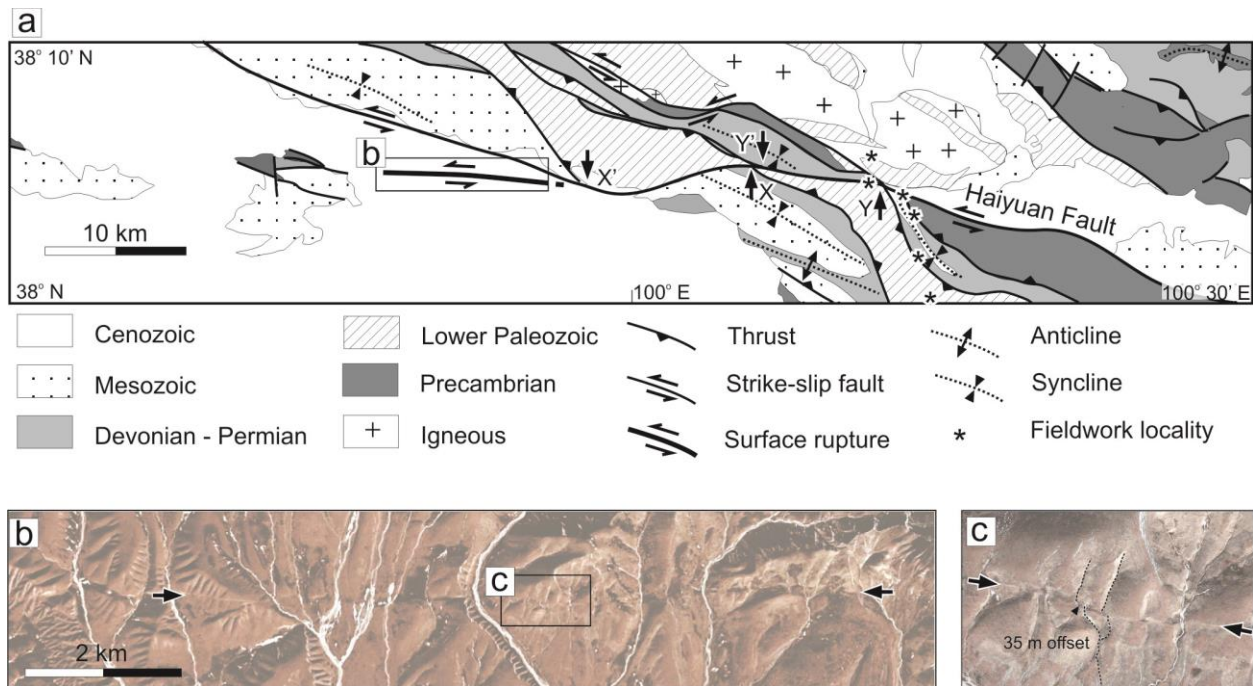 a
38° 10' N
b
X'
Y'
X
Y
Haiyuan Fault
10 km
38° N
100° E
100° 30' E
Cenozoic
Lower Paleozoic
Thrust
Anticline
Mesozoic
Precambrian
Strike-slip fault
Syncline
Devonian - Permian
Igneous
Surface rupture
Fieldwork locality
b
c
2 km
c
35 m offset